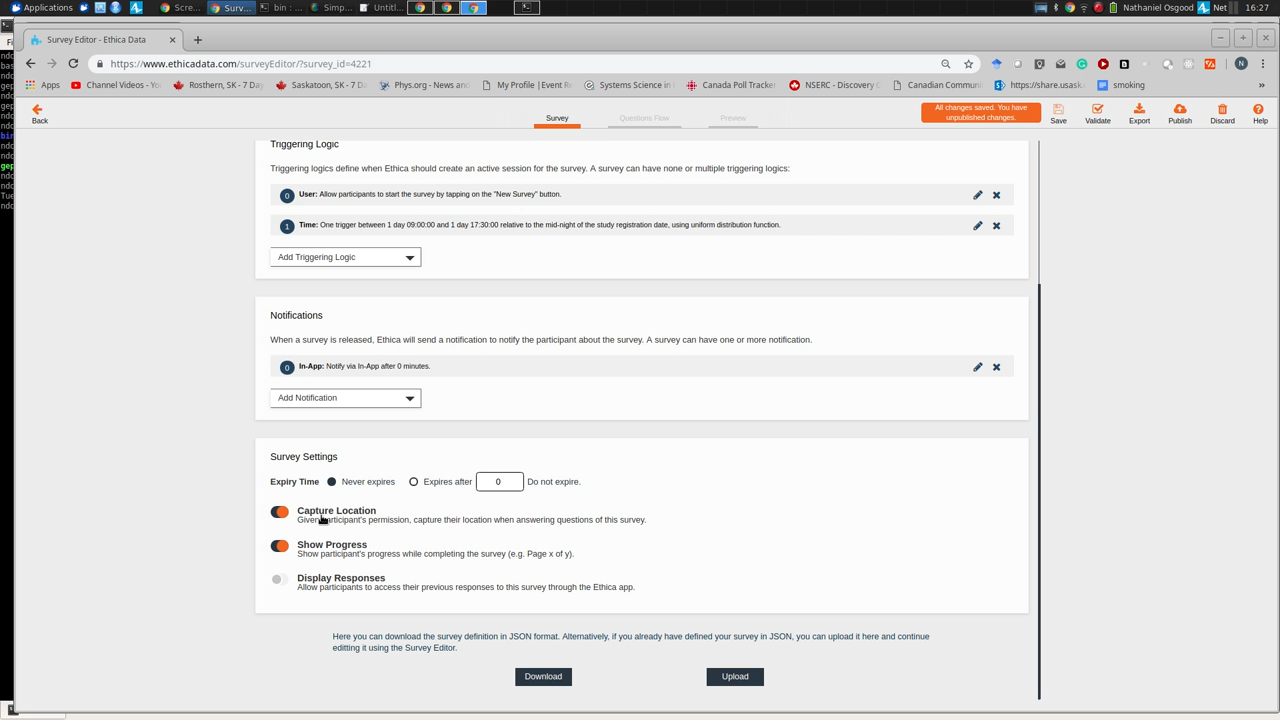 Applications
Scre...
Surv...
bin : ...
Simp...
Untitl...
Nathaniel Osgood
Net
16:27
Survey Editor - Ethica Data
https://www.ethicadata.com/surveyEditor/?survey_id=4221
Apps
Channel Videos - You
Rosthern, SK - 7 Day
Saskatoon, SK - 7 Day
Phys.org - News and
My Profile | Event R
Systems Science in
Canada Poll Tracker
NSERC - Discovery
Canadian Commun
https://share.usask
smoking
»
Back
Survey
Questions Flow
Preview
All changes saved. You have
unpublished changes.
Save
Validate
Export
Publish
Discard
Help
Triggering Logic
Triggering logics define when Ethica should create an active session for the survey. A survey can have none or multiple triggering logics:
0 User: Allow participants to start the survey by tapping on the "New Survey" button.
1 Time: One trigger between 1 day 09:00:00 and 1 day 17:30:00 relative to the mid-night of the study registration date, using uniform distribution function.
Add Triggering Logic
Notifications
When a survey is released, Ethica will send a notification to notify the participant about the survey. A survey can have one or more notification.
0 In-App: Notify via In-App after 0 minutes.
Add Notification
Survey Settings
Expiry Time Never expires Expires after 0 Do not expire.
Capture Location
Given participant's permission, capture their location when answering questions of this survey.
Show Progress
Show participant's progress while completing the survey (e.g. Page x of y).
Display Responses
Allow participants to access their previous responses to this survey through the Ethica app.
Here you can download the survey definition in JSON format. Alternatively, if you already have defined your survey in JSON, you can upload it here and continue
editting it using the Survey Editor.
Download
Upload